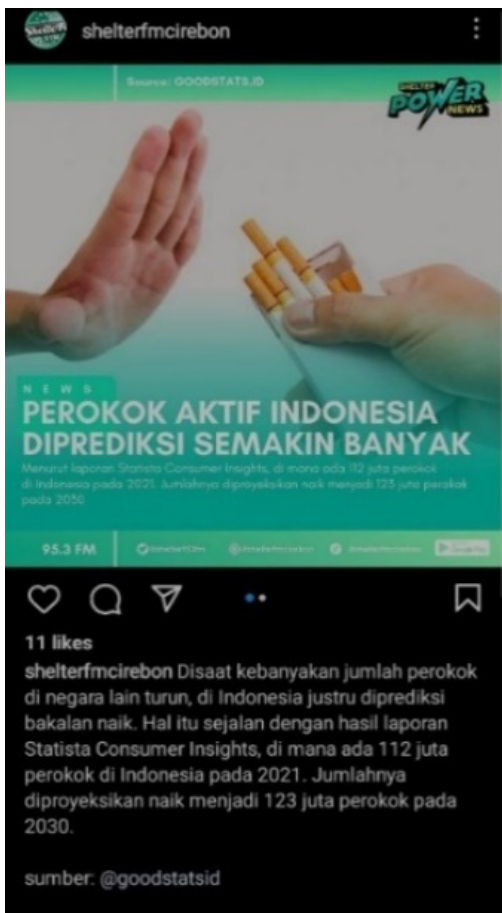 shelterfmcirebon
Source: GOODSTATS.ID
SHELTER
POWER
NEWS
NEWS
PEROKOK AKTIF INDONESIA
DIPREDIKSI SEMAKIN BANYAK
Menurut laporan Statista Consumer Insights, di mana ada 112 juta perokok
di Indonesia pada 2021. Jumlahnya diproyeksikan naik menjadi 123 juta perokok
pada 2030
95.3 FM
11 likes
shelterfmcirebon Disaat kebanyakan jumlah perokok
di negara lain turun, di Indonesia justru diprediksi
bakalan naik. Hal itu sejalan dengan hasil laporan
Statista Consumer Insights, di mana ada 112 juta
perokok di Indonesia pada 2021. Jumlahnya
diproyeksikan naik menjadi 123 juta perokok pada
2030.
sumber: @goodstatsid